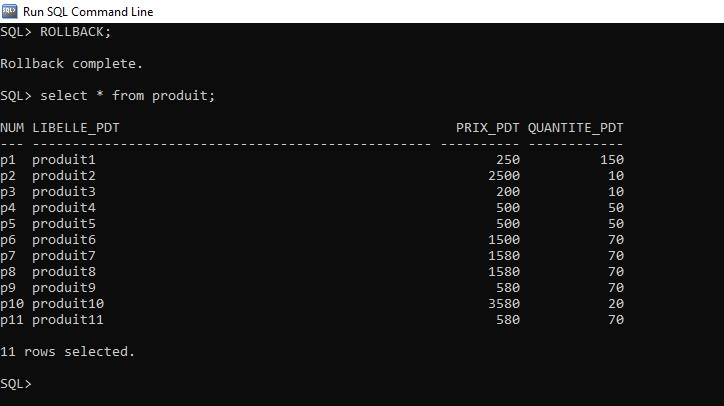 Run SQL Command Line
SQL> ROLLBACK;
Rollback complete.
SQL> select * from produit;
NUM LIBELLE_PDT                                          PRIX_PDT QUANTITE_PDT
--- -------------------------------------------------- ---------- ------------
p1  produit1                                                  250          150
p2  produit2                                                 2500           10
p3  produit3                                                  200           10
p4  produit4                                                  500           50
p5  produit5                                                  500           50
p6  produit6                                                 1500           70
p7  produit7                                                 1580           70
p8  produit8                                                 1580           70
p9  produit9                                                  580           70
p10 produit10                                                3580           20
p11 produit11                                                 580           70
11 rows selected.
SQL>